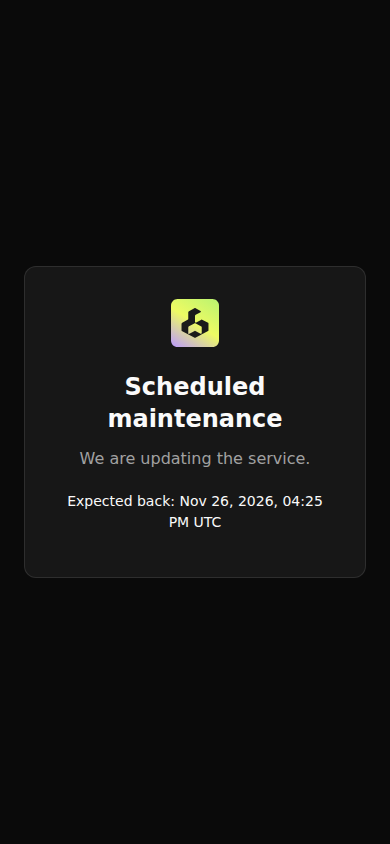 Scheduled
maintenance
We are updating the service.
Expected back: Nov 26, 2026, 04:25
PM UTC